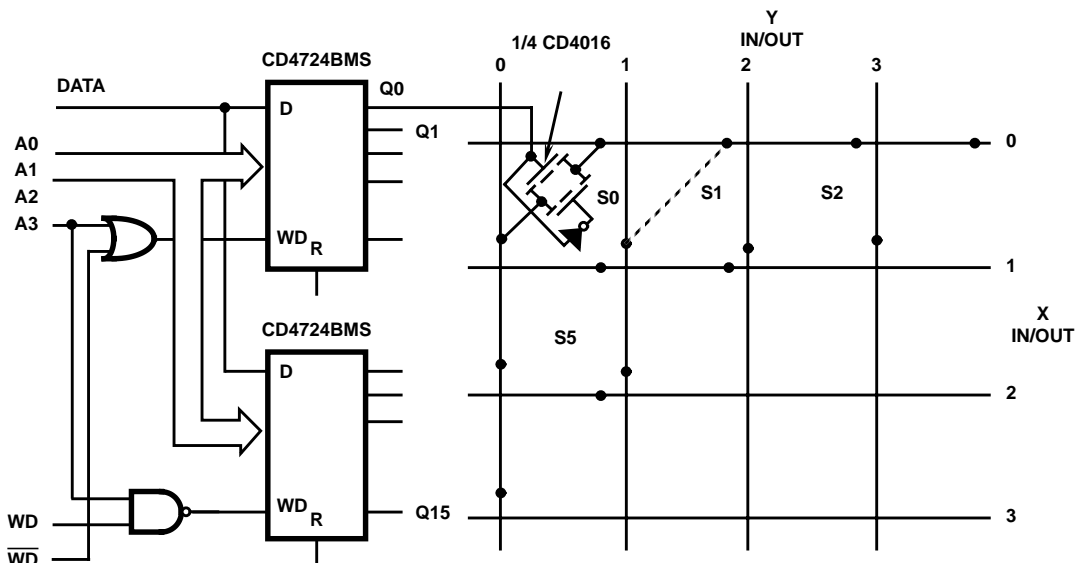 Y
IN/OUT
1/4 CD4016
0 1 2 3
CD4724BMS
DATA
D
Q0
Q1
A0
A1
A2
A3
WD
R
S0
S1
S2
0
1
CD4724BMS
D
S5
X
IN/OUT
2
WD
R
Q15
3
WD
W̅D̅